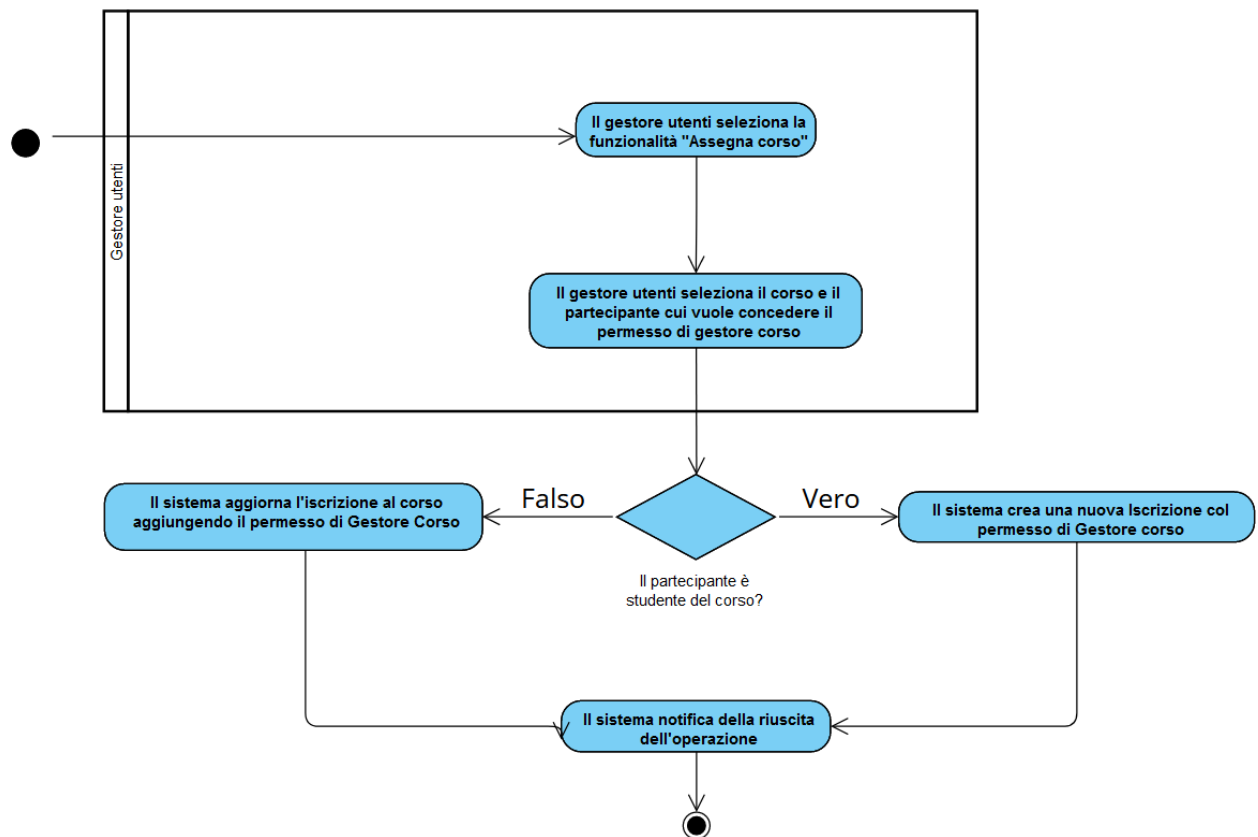 Gestore utenti
Il gestore utenti seleziona la
funzionalità "Assegna corso"
Il gestore utenti seleziona il corso e il
partecipante cui vuole concedere il
permesso di gestore corso
Il sistema aggiorna l'iscrizione al corso
aggiungendo il permesso di Gestore Corso
Falso
Vero
Il sistema crea una nuova Iscrizione col
permesso di Gestore corso
Il partecipante è
studente del corso?
Il sistema notifica della riuscita
dell'operazione